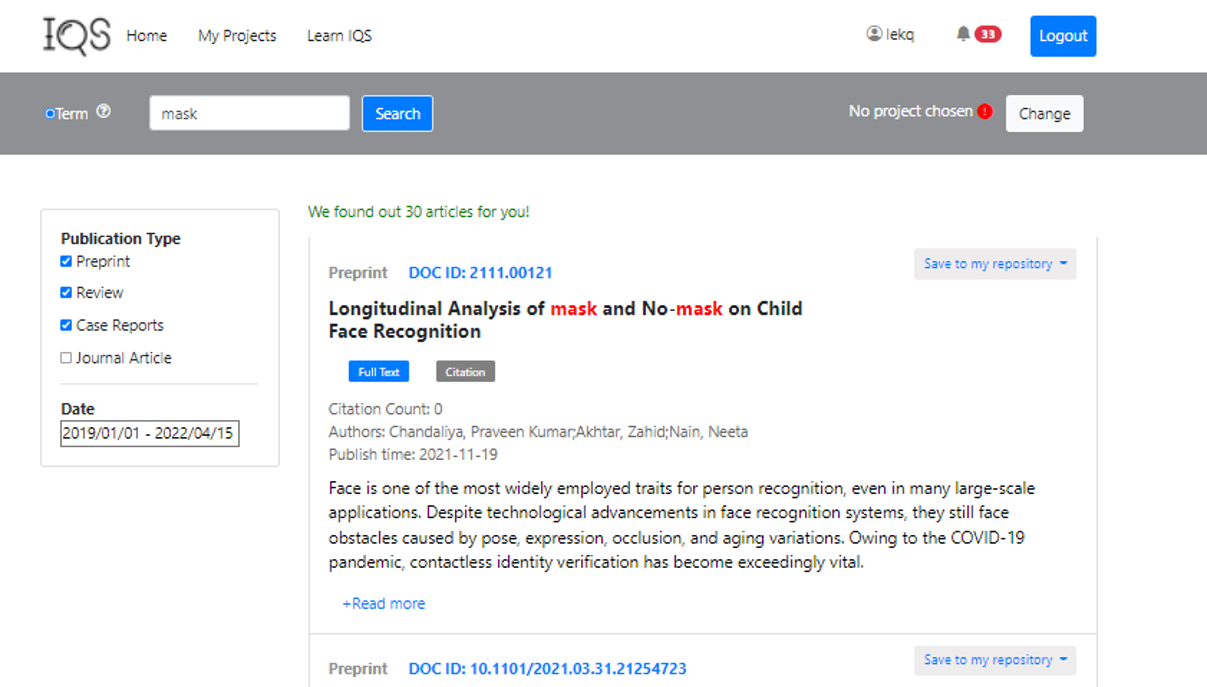 IQS Home My Projects Learn IQS lekq 33 Logout
Term ? mask Search No project chosen ! Change
We found out 30 articles for you!
Publication Type
Preprint
Review
Case Reports
Journal Article
Date
2019/01/01 - 2022/04/15
Preprint DOC ID: 2111.00121 Save to my repository
Longitudinal Analysis of mask and No-mask on Child
Face Recognition
Full Text Citation
Citation Count: 0
Authors: Chandaliya, Praveen Kumar;Akhtar, Zahid;Nain, Neeta
Publish time: 2021-11-19
Face is one of the most widely employed traits for person recognition, even in many large-scale
applications. Despite technological advancements in face recognition systems, they still face
obstacles caused by pose, expression, occlusion, and aging variations. Owing to the COVID-19
pandemic, contactless identity verification has become exceedingly vital.
+Read more
Preprint DOC ID: 10.1101/2021.03.31.21254723 Save to my repository